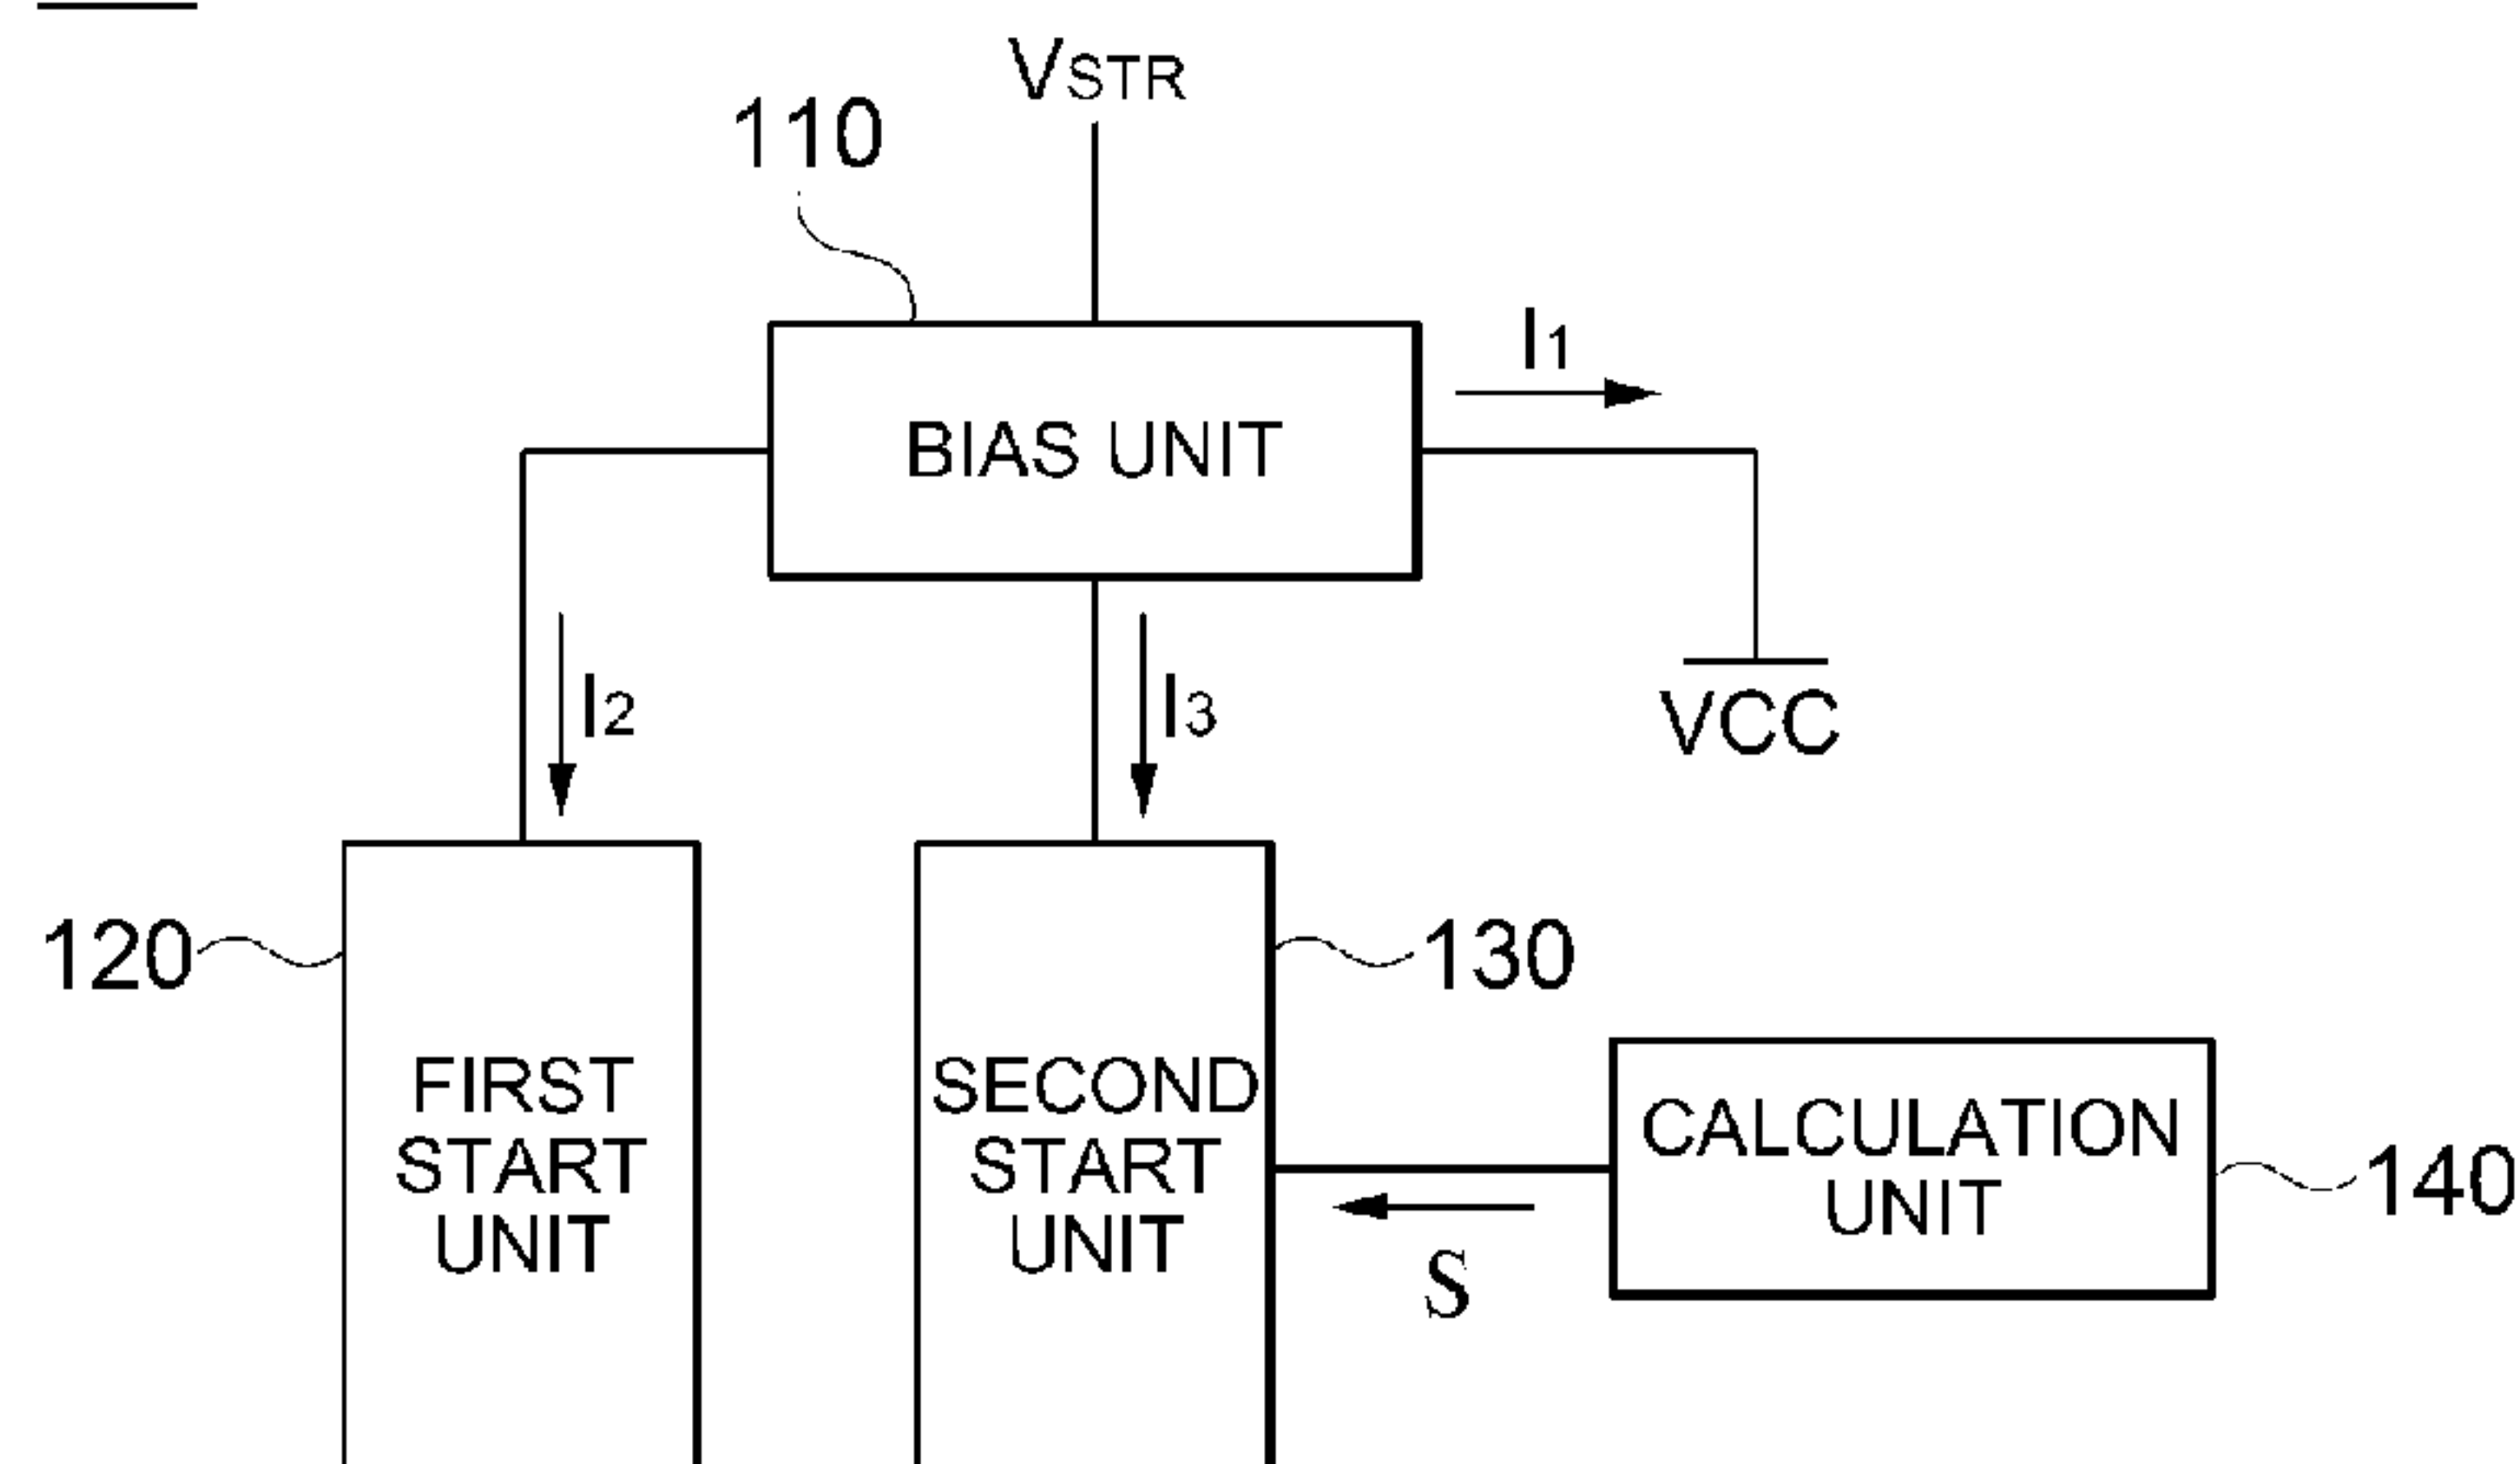 VSTR
110
I1
BIAS UNIT
I2
I3
VCC
120
130
FIRST
START
UNIT
SECOND
START
UNIT
CALCULATION
UNIT
140
S